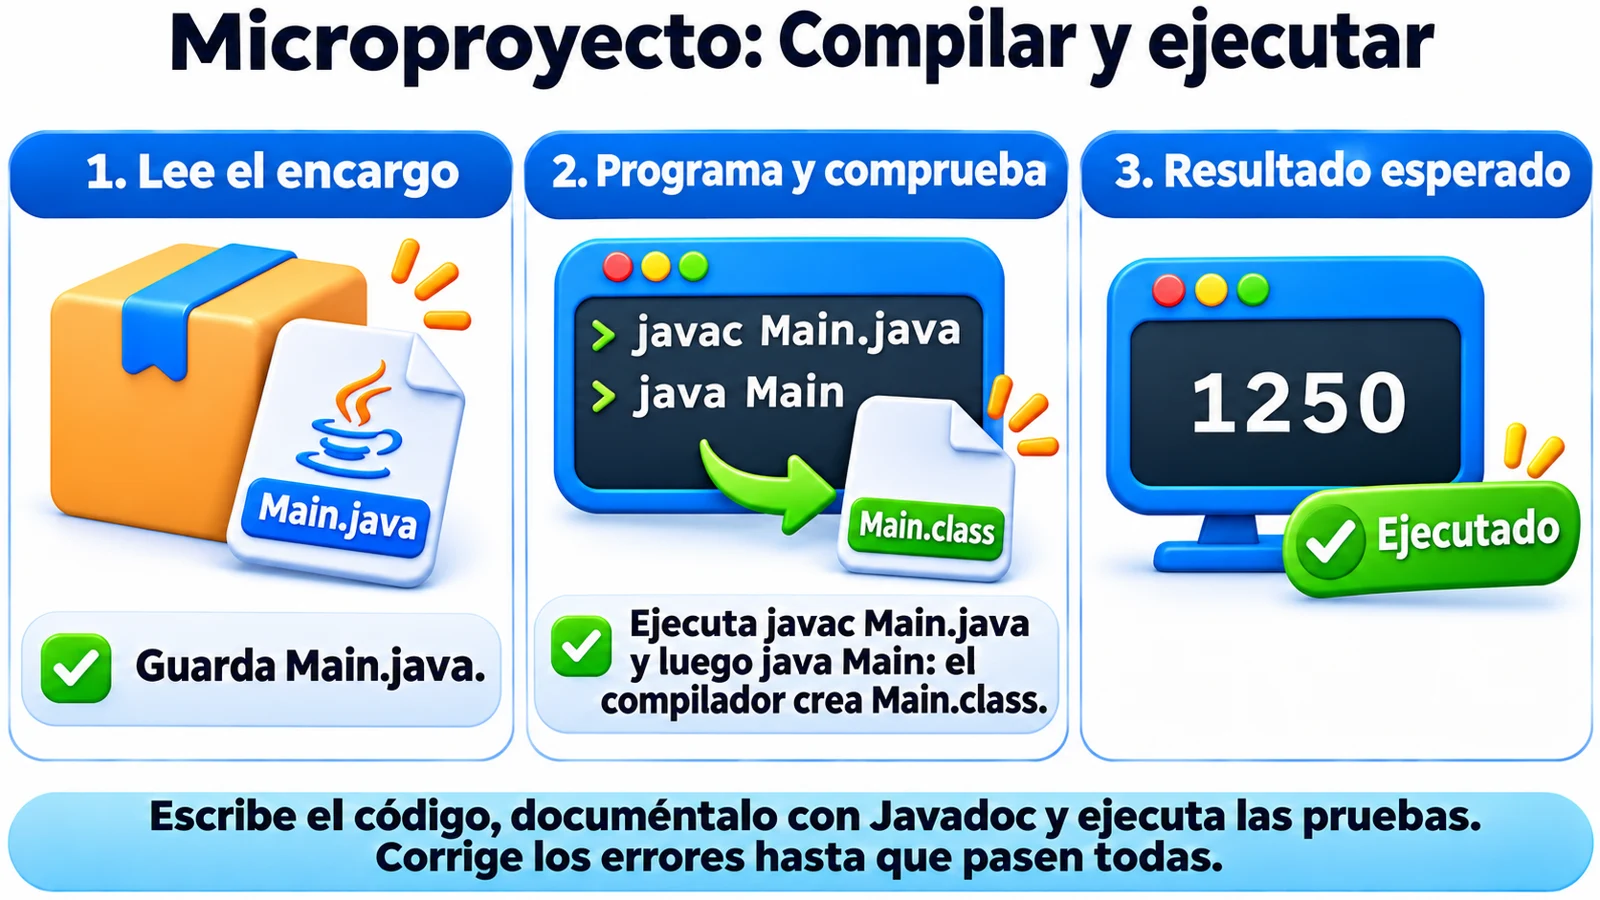 Microproyecto: Compilar y ejecutar
1. Lee el encargo
Main.java
Guarda Main.java.
2. Programa y comprueba
> javac Main.java
> java Main
Main.class
Ejecuta javac Main.java
y luego java Main: el
compilador crea Main.class.
3. Resultado esperado
1250
Ejecutado
Escribe el código, documéntalo con Javadoc y ejecuta las pruebas.
Corrige los errores hasta que pasen todas.